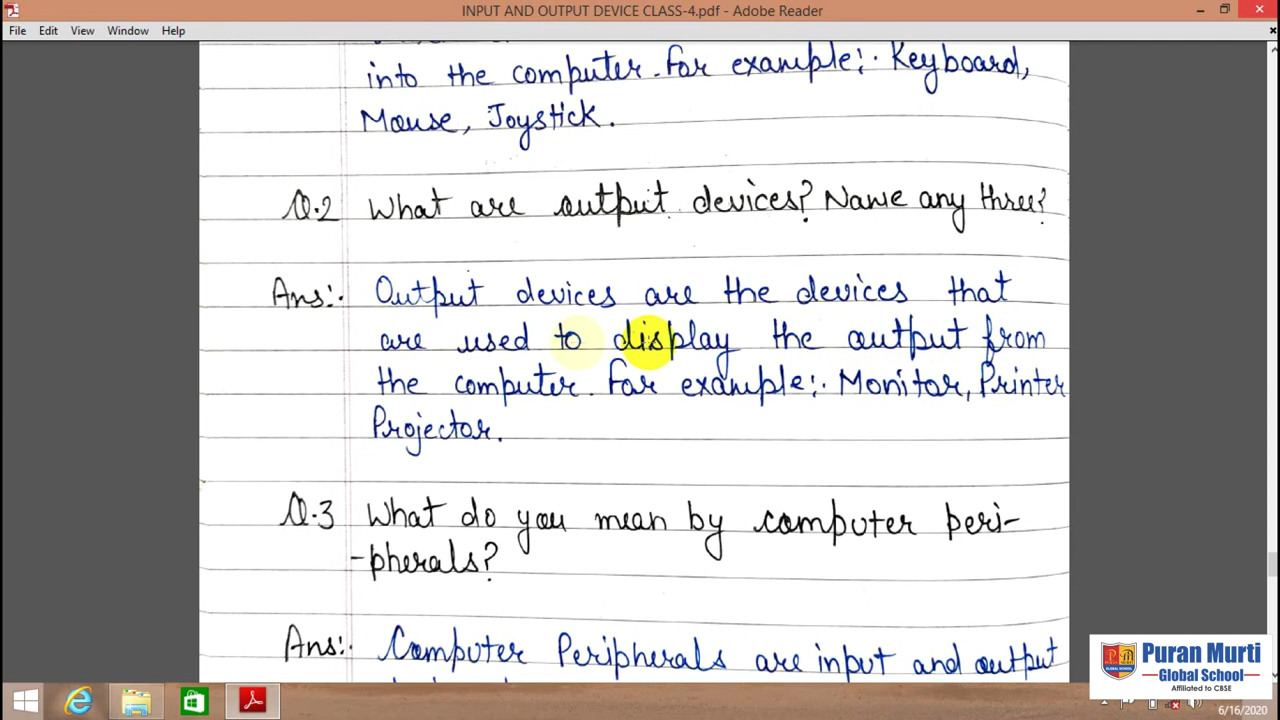 INPUT AND OUTPUT DEVICE CLASS-4.pdf - Adobe Reader
File Edit View Window Help
into the computer. For example:. Keyboard,
Mouse, Joystick.
Q.2 What are output devices? Name any three?
Ans:. Output devices are the devices that
are used to display the output from
the computer. For example:. Monitor, Printer
Projector.
Q.3 What do you mean by computer peri-
-pherals?
Ans:. Computer Peripherals are input and output
Puran Murti
Global School
Affiliated to CBSE
6/16/2020